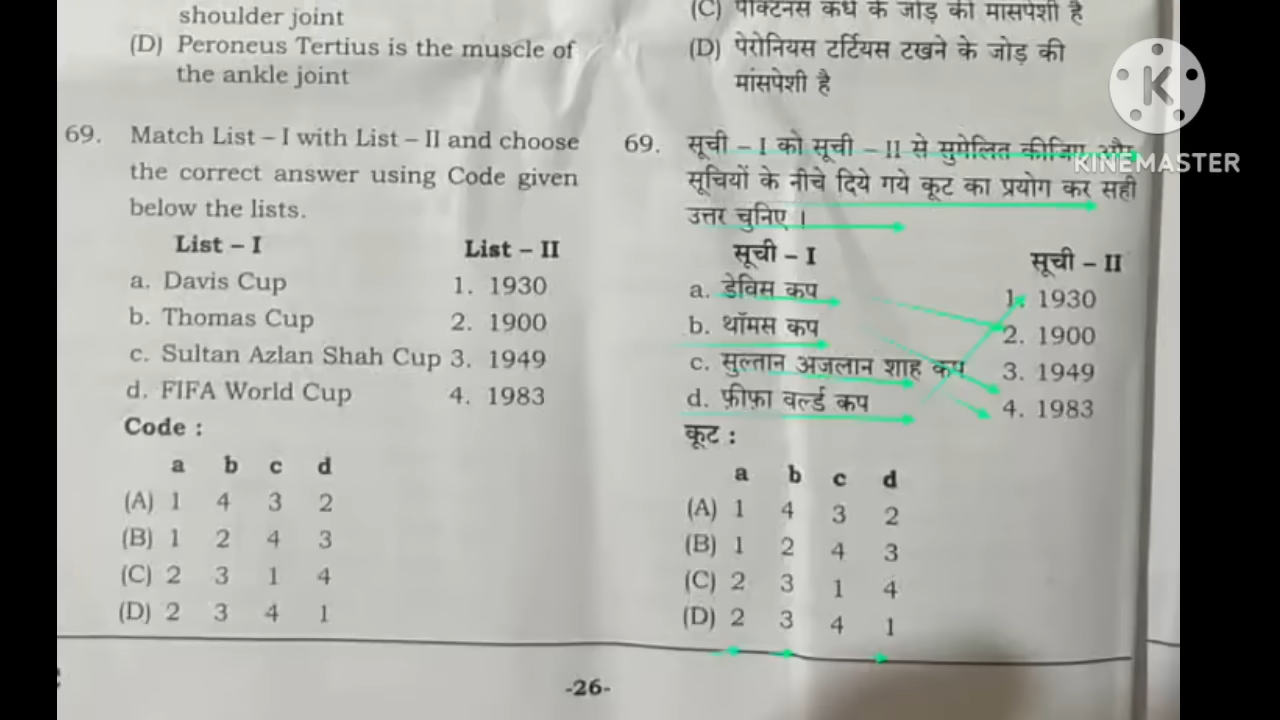 shoulder joint
(D) Peroneus Tertius is the muscle of
the ankle joint
69. Match List – I with List – II and choose
the correct answer using Code given
below the lists.
List – I List – II
a. Davis Cup 1. 1930
b. Thomas Cup 2. 1900
c. Sultan Azlan Shah Cup 3. 1949
d. FIFA World Cup 4. 1983
Code :
a b c d
(A) 1 4 3 2
(B) 1 2 4 3
(C) 2 3 1 4
(D) 2 3 4 1
(C) पेक्टिनस कंधे के जोड़ की मांसपेशी है
(D) पेरोनियस टर्टियस टखने के जोड़ की
मांसपेशी है
69. सूची – I को सूची – II से सुमेलित कीजिए और
सूचियों के नीचे दिये गये कूट का प्रयोग कर सही
उत्तर चुनिए ।
सूची – I सूची – II
a. डेविस कप 1. 1930
b. थॉमस कप 2. 1900
c. सुल्तान अज़लान शाह कप 3. 1949
d. फ़ीफ़ा वर्ल्ड कप 4. 1983
कूट :
a b c d
(A) 1 4 3 2
(B) 1 2 4 3
(C) 2 3 1 4
(D) 2 3 4 1
-26-
K
KINEMASTER